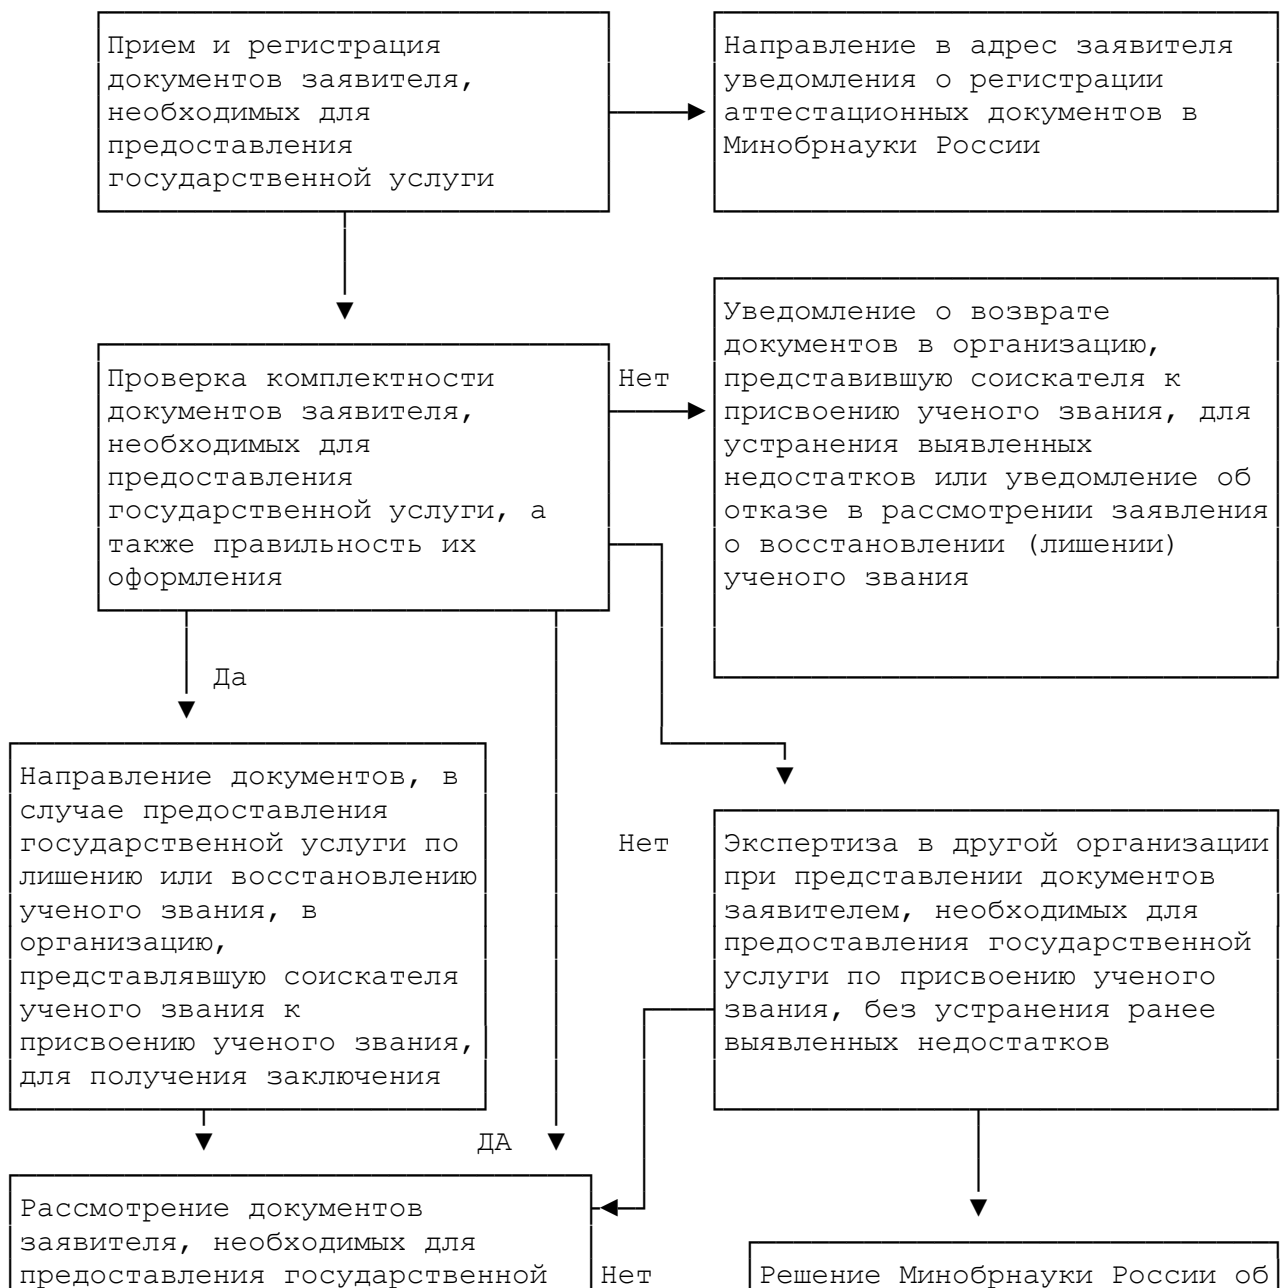 Прием и регистрация
документов заявителя,
необходимых для
предоставления
государственной услуги
Направление в адрес заявителя
уведомления о регистрации
аттестационных документов в
Минобрнауки России
Проверка комплектности
документов заявителя,
необходимых для
предоставления
государственной услуги, а
также правильность их
оформления
Нет
Уведомление о возврате
документов в организацию,
представившую соискателя к
присвоению ученого звания, для
устранения выявленных
недостатков или уведомление об
отказе в рассмотрении заявления
о восстановлении (лишении)
ученого звания
Да
Направление документов, в
случае предоставления
государственной услуги по
лишению или восстановлению
ученого звания, в
организацию,
представлявшую соискателя
ученого звания к
присвоению ученого звания,
для получения заключения
Нет
Экспертиза в другой организации
при представлении документов
заявителем, необходимых для
предоставления государственной
услуги по присвоению ученого
звания, без устранения ранее
выявленных недостатков
ДА
Рассмотрение документов
заявителя, необходимых для
предоставления государственной
Нет
Решение Минобрнауки России об